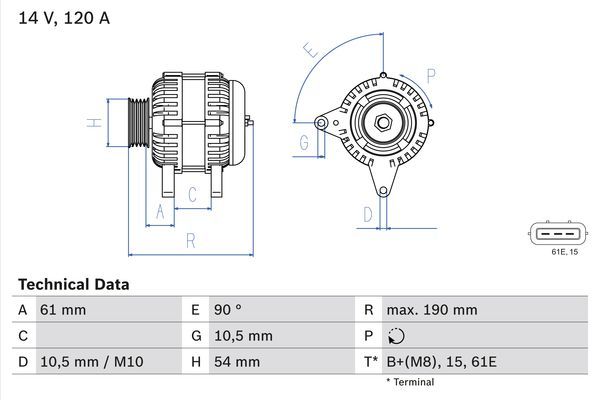 14 V, 120 A
E
P
H
G
C
A
D
R
61E, 15
Technical Data
A 61 mm E 90 ° R max. 190 mm
C G 10,5 mm P
D 10,5 mm / M10 H 54 mm T* B+(M8), 15, 61E
* Terminal